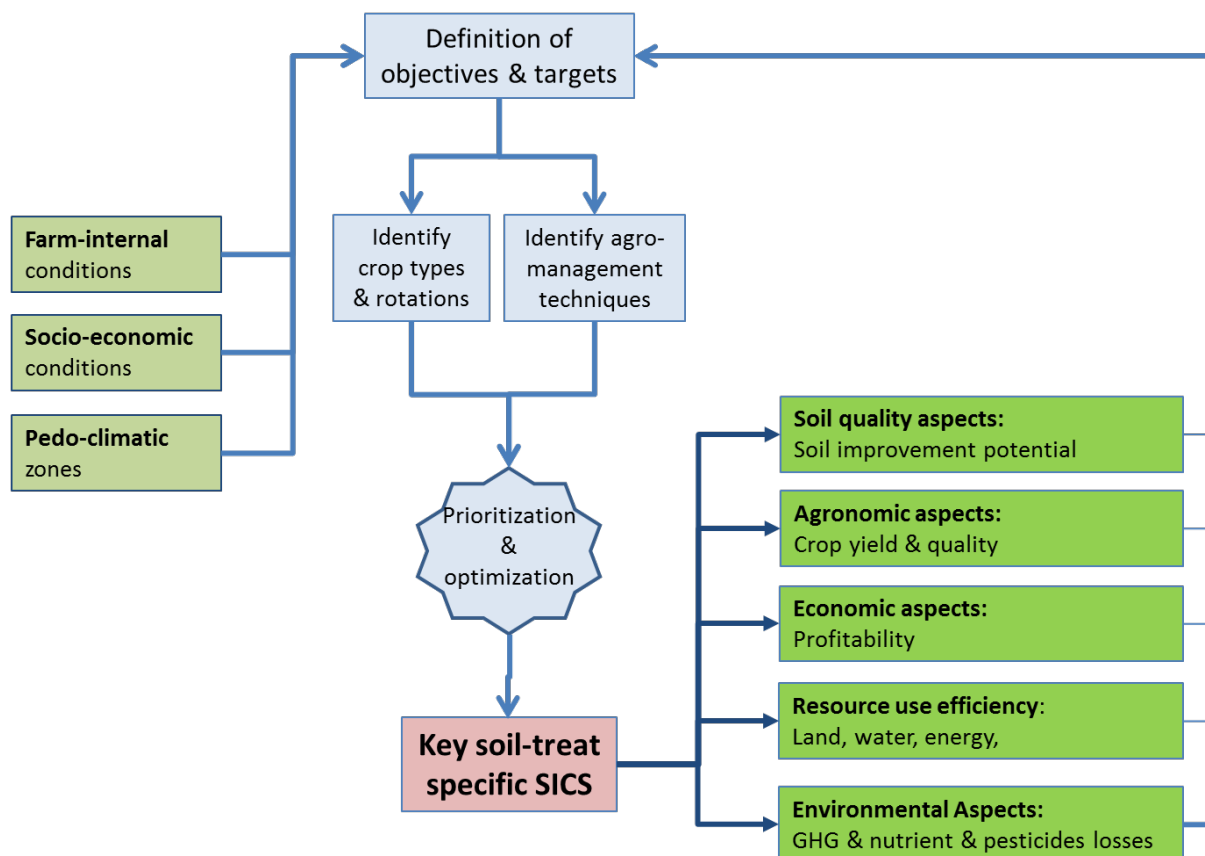 Definition of
objectives & targets
Farm-internal
conditions
Socio-economic
conditions
Pedo-climatic
zones
Identify
crop types
& rotations
Identify agro-
management
techniques
Prioritization
&
optimization
Key soil-treat
specific SICS
Soil quality aspects:
Soil improvement potential
Agronomic aspects:
Crop yield & quality
Economic aspects:
Profitability
Resource use efficiency:
Land, water, energy,
Environmental Aspects:
GHG & nutrient & pesticides losses